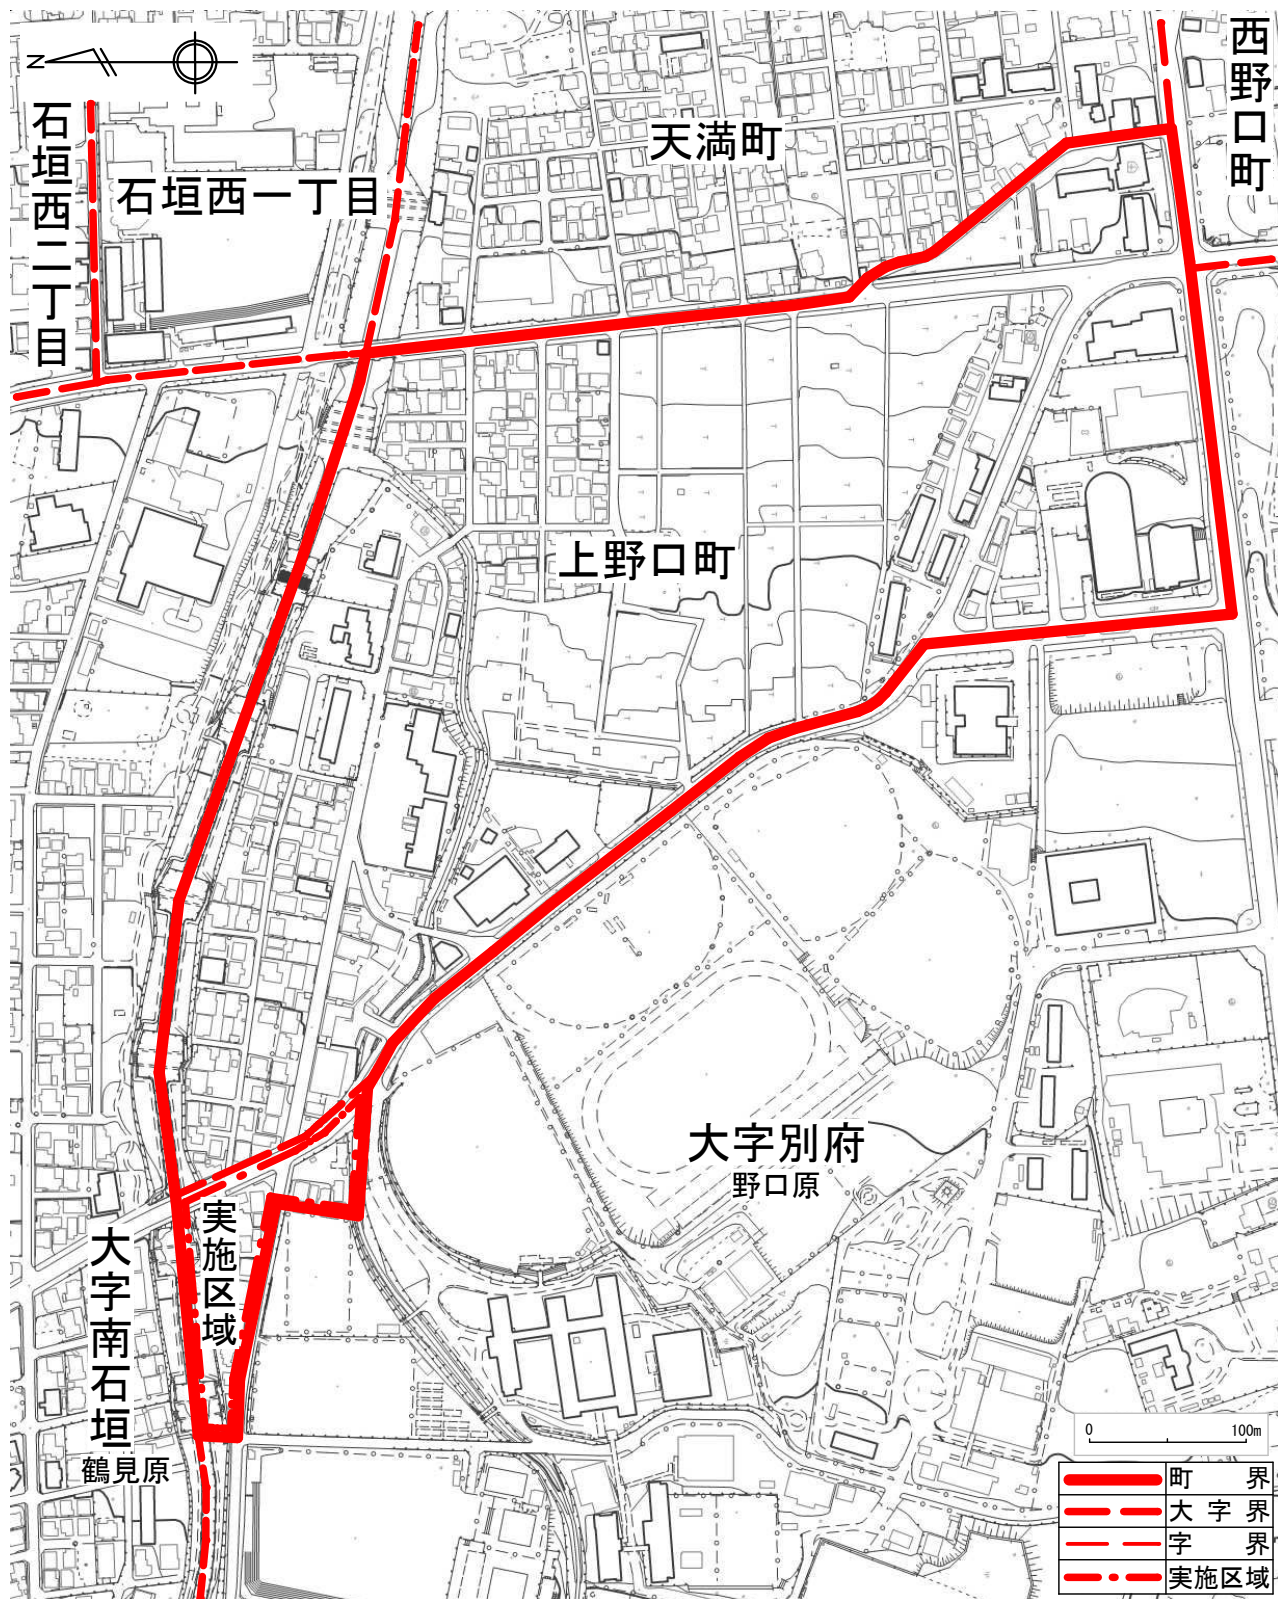 N
西野口町
石垣西二丁目
石垣西一丁目
天満町
上野口町
大字別府
野口原
実施区域
大字南石垣
鶴見原
0 100m
町界
大字界
字界
実施区域